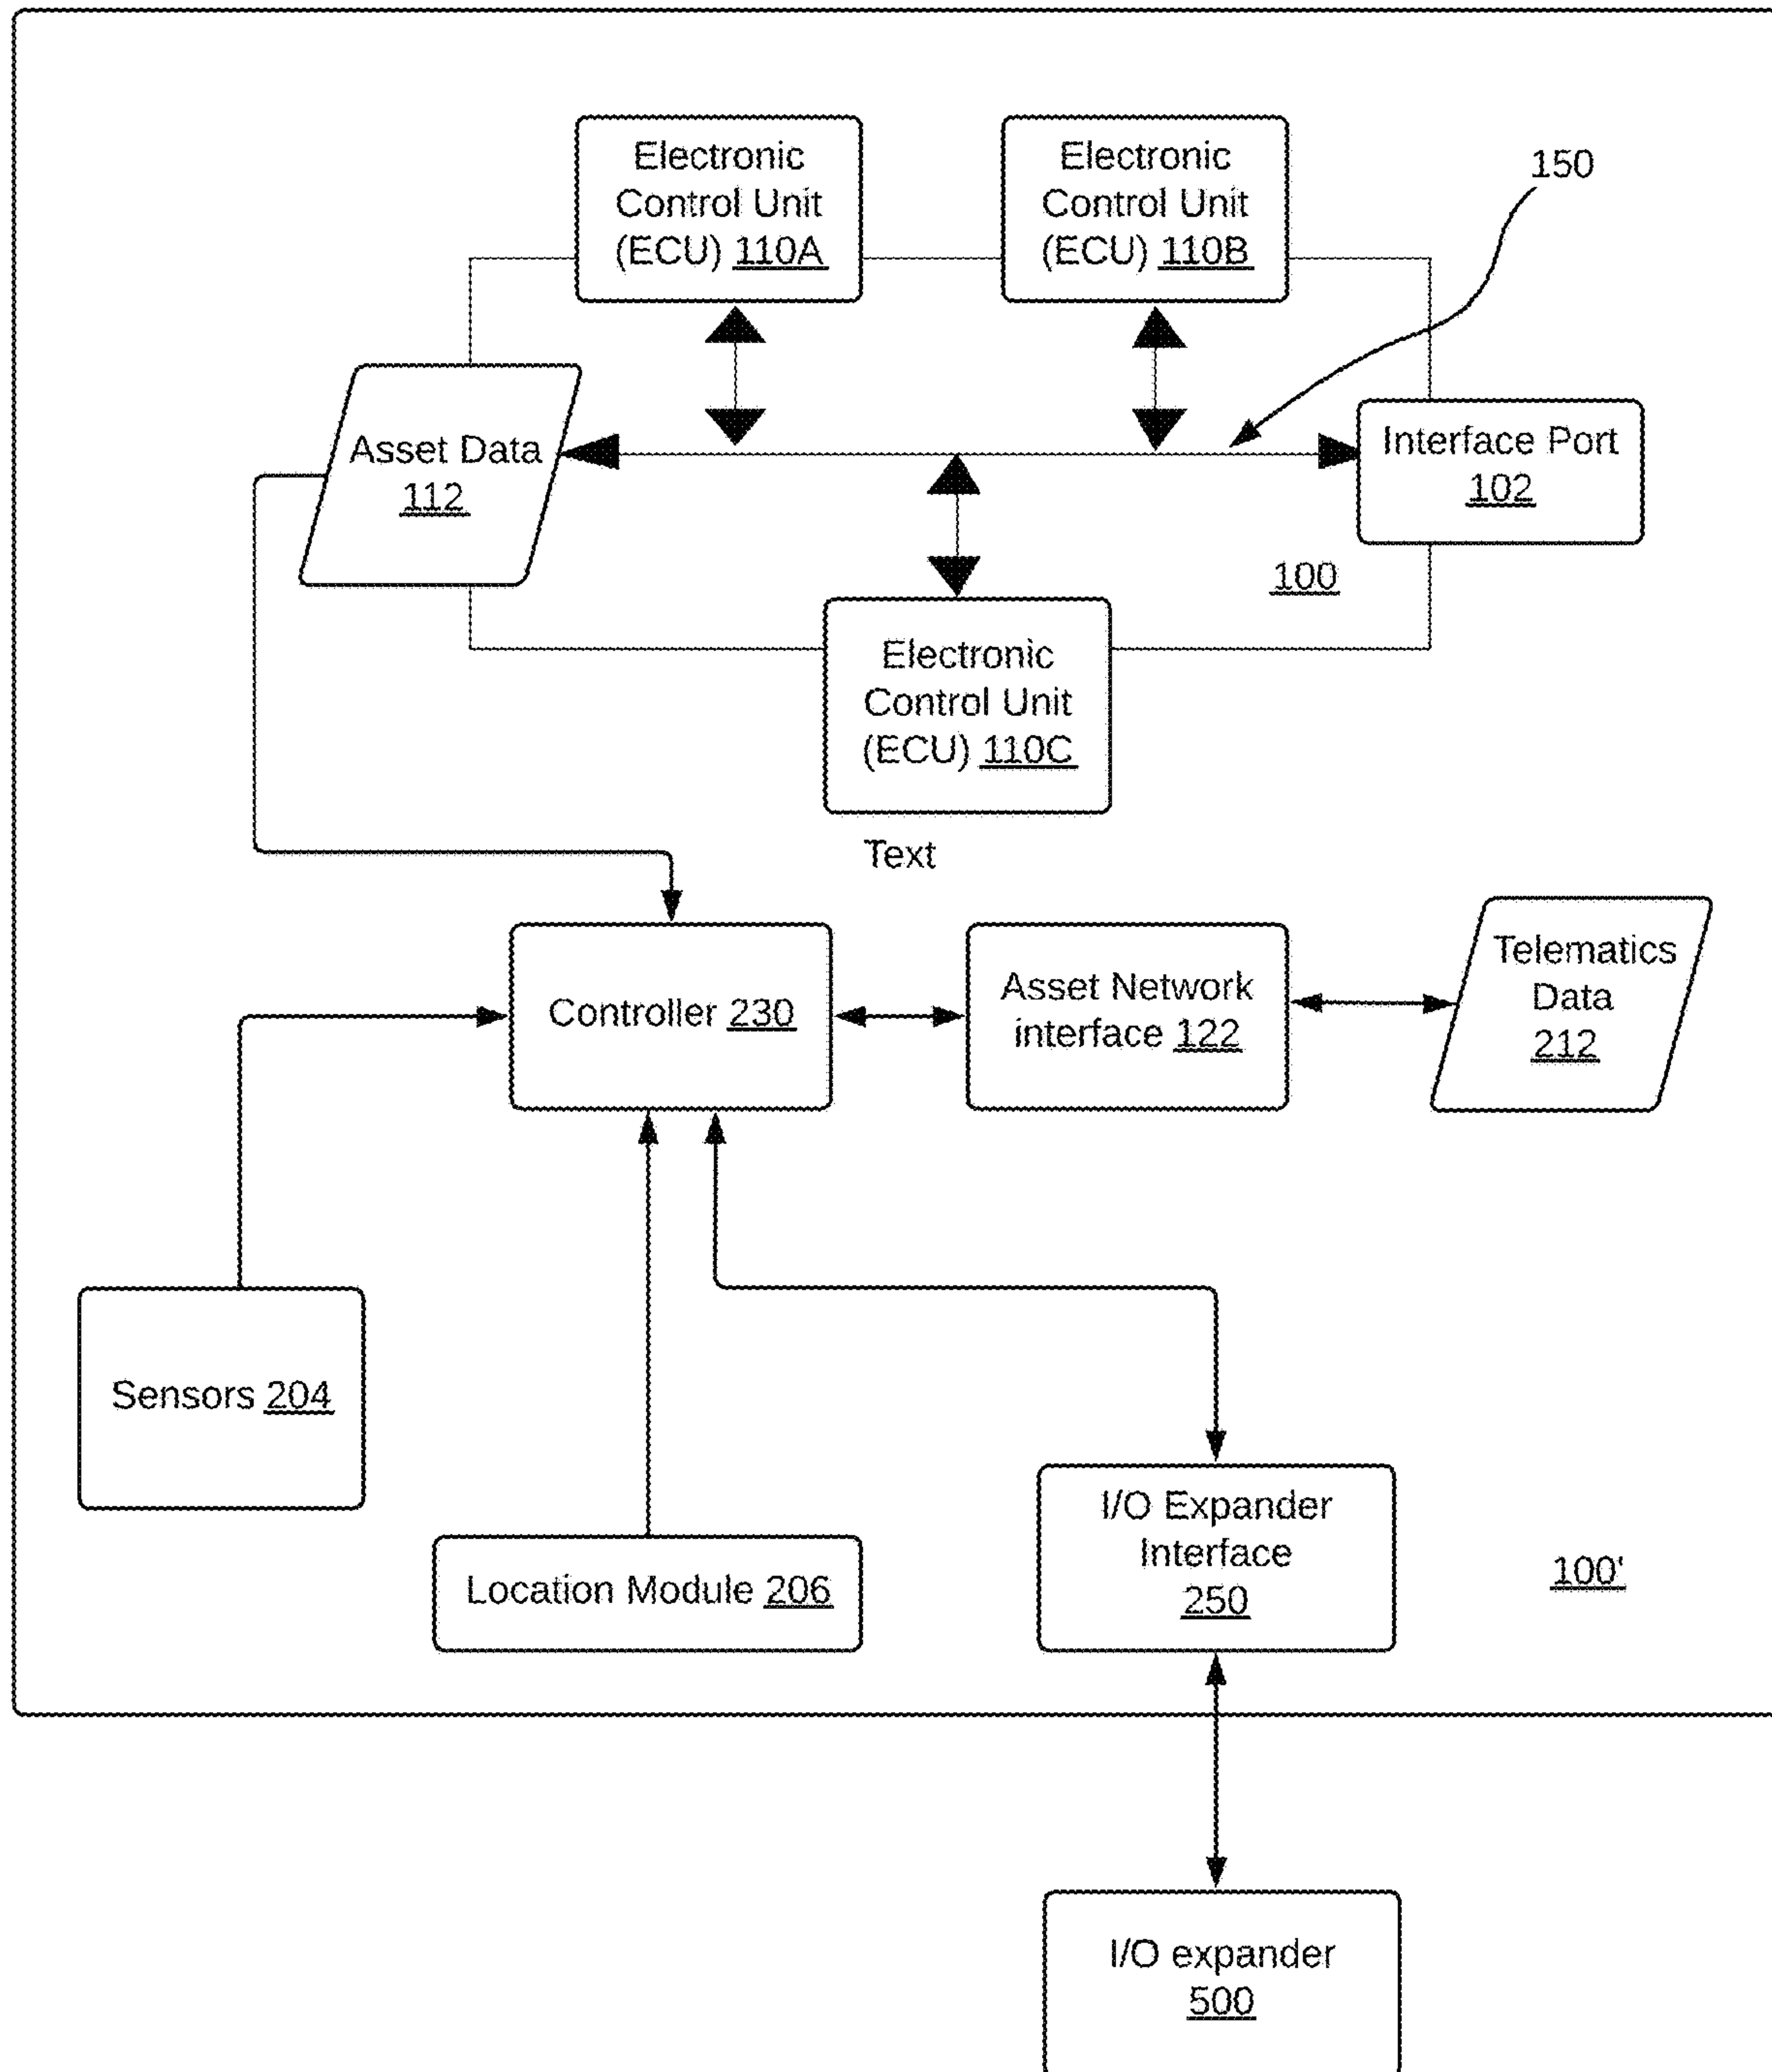 Electronic
Control Unit
(ECU) 110A
Electronic
Control Unit
(ECU) 110B
150
Asset Data
112
Interface Port
102
100
Electronic
Control Unit
(ECU) 110C
Text
Controller 230
Asset Network
interface 122
Telematics
Data
212
Sensors 204
Location Module 206
I/O Expander
Interface
250
100'
I/O expander
500